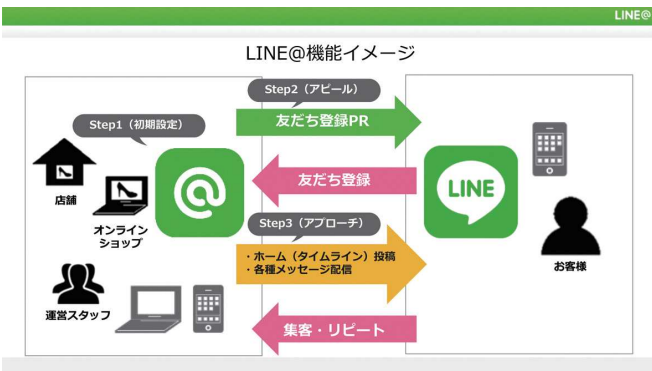 LINE@
LINE@機能イメージ
Step2（アピール）
友だち登録PR
Step1（初期設定）
店舗
オンライン
ショップ
@
友だち登録
LINE
Step3（アプローチ）
・ホーム（タイムライン）投稿
・各種メッセージ配信
お客様
運営スタッフ
集客・リピート